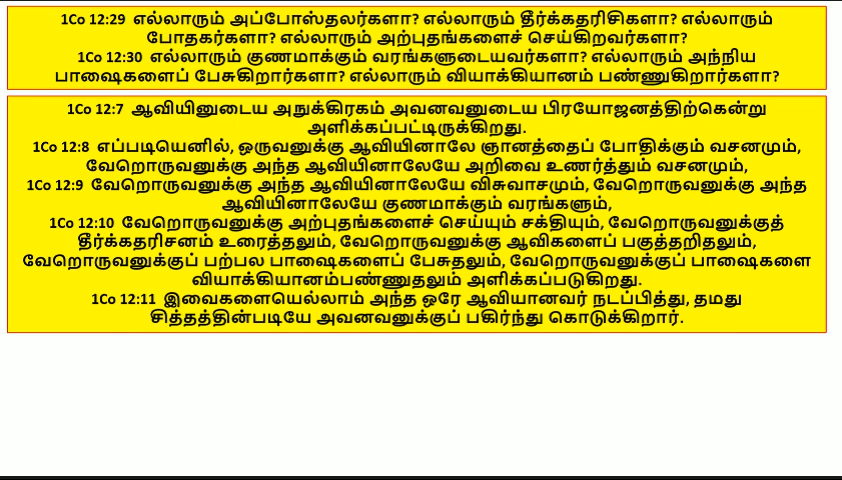 1Co 12:29 எல்லாரும் அப்போஸ்தலர்களா? எல்லாரும் தீர்க்கதரிசிகளா? எல்லாரும்
போதகர்களா? எல்லாரும் அற்புதங்களைச் செய்கிறவர்களா?
1Co 12:30 எல்லாரும் குணமாக்கும் வரங்களுடையவர்களா? எல்லாரும் அந்நிய
பாஷைகளைப் பேசுகிறார்களா? எல்லாரும் வியாக்கியானம் பண்ணுகிறார்களா?
1Co 12:7 ஆவியினுடைய அநுக்கிரகம் அவனவனுடைய பிரயோஜனத்திற்கென்று
அளிக்கப்பட்டிருக்கிறது.
1Co 12:8 எப்படியெனில், ஒருவனுக்கு ஆவியினாலே ஞானத்தைப் போதிக்கும் வசனமும்,
வேறொருவனுக்கு அந்த ஆவியினாலேயே அறிவை உணர்த்தும் வசனமும்,
1Co 12:9 வேறொருவனுக்கு அந்த ஆவியினாலேயே விசுவாசமும், வேறொருவனுக்கு அந்த
ஆவியினாலேயே குணமாக்கும் வரங்களும்,
1Co 12:10 வேறொருவனுக்கு அற்புதங்களைச் செய்யும் சக்தியும், வேறொருவனுக்குத்
தீர்க்கதரிசனம் உரைத்தலும், வேறொருவனுக்கு ஆவிகளைப் பகுத்தறிதலும்,
வேறொருவனுக்குப் பற்பல பாஷைகளைப் பேசுதலும், வேறொருவனுக்குப் பாஷைகளை
வியாக்கியானம்பண்ணுதலும் அளிக்கப்படுகிறது.
1Co 12:11 இவைகளையெல்லாம் அந்த ஒரே ஆவியானவர் நடப்பித்து, தமது
சித்தத்தின்படியே அவனவனுக்குப் பகிர்ந்து கொடுக்கிறார்.